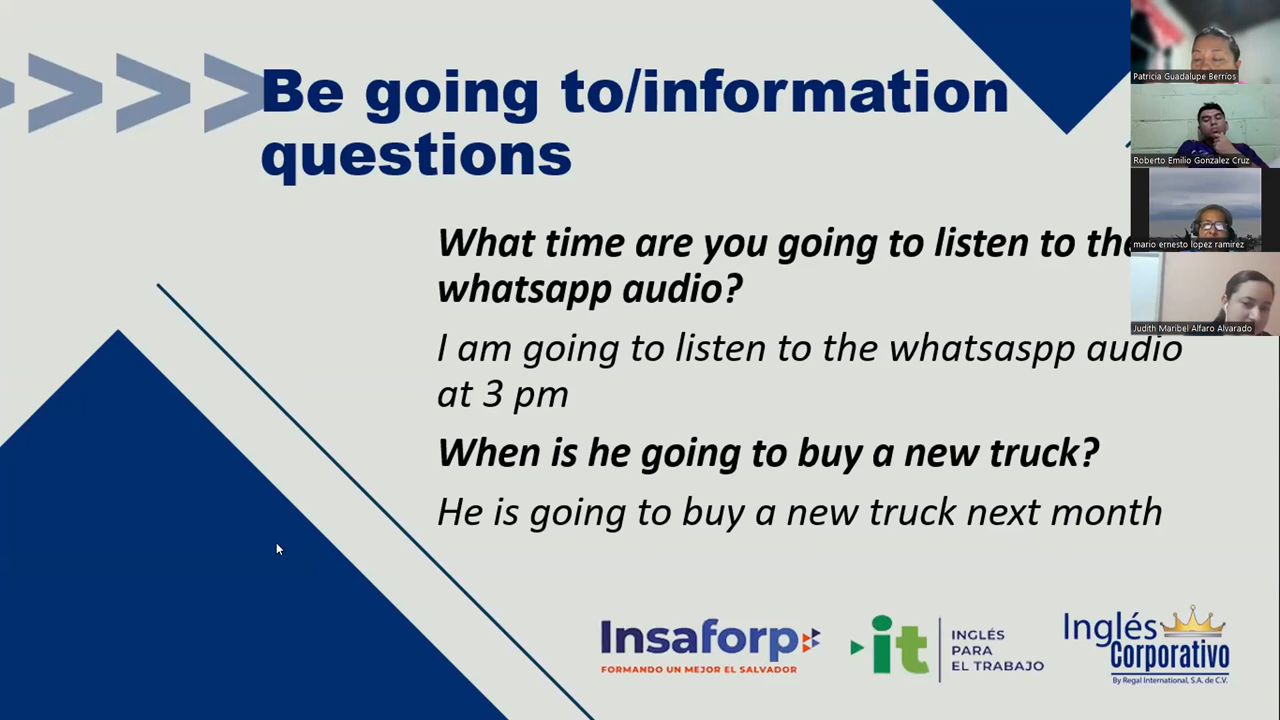 Be going to/information
questions
What time are you going to listen to the
whatsapp audio?
I am going to listen to the whatsaspp audio
at 3 pm
When is he going to buy a new truck?
He is going to buy a new truck next month
Insaforp
FORMANDO UN MEJOR EL SALVADOR
it
INGLÉS
PARA
EL TRABAJO
Inglés
Corporativo
By Regal International, S.A. de C.V.
Patricia Guadalupe Berríos
Roberto Emilio Gonzalez Cruz
mario ernesto lopez ramirez
Judith Maribel Alfaro Alvarado